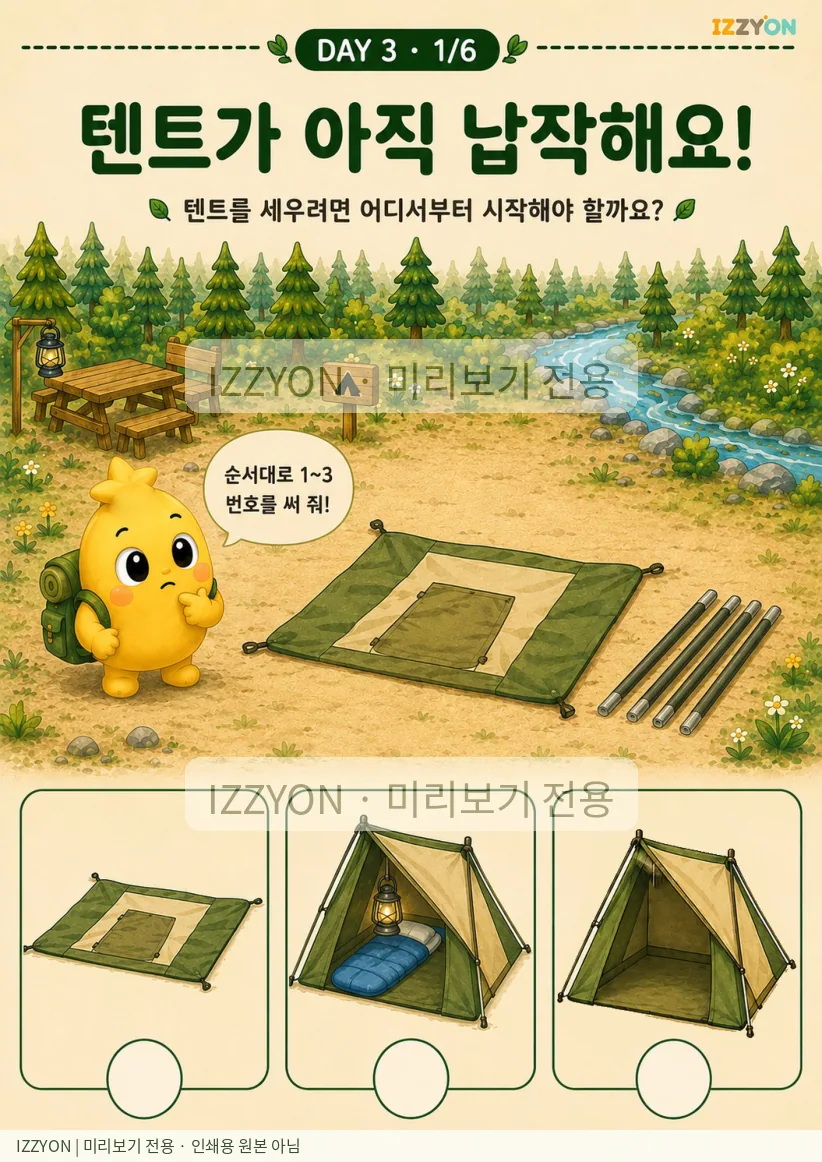 IZZYON
DAY 3 · 1/6
텐트가 아직 납작해요!
텐트를 세우려면 어디서부터 시작해야 할까요?
IZZYON · 미리보기 전용
순서대로 1~3
번호를 써 줘!
IZZYON · 미리보기 전용
IZZYON | 미리보기 전용 · 인쇄용 원본 아님